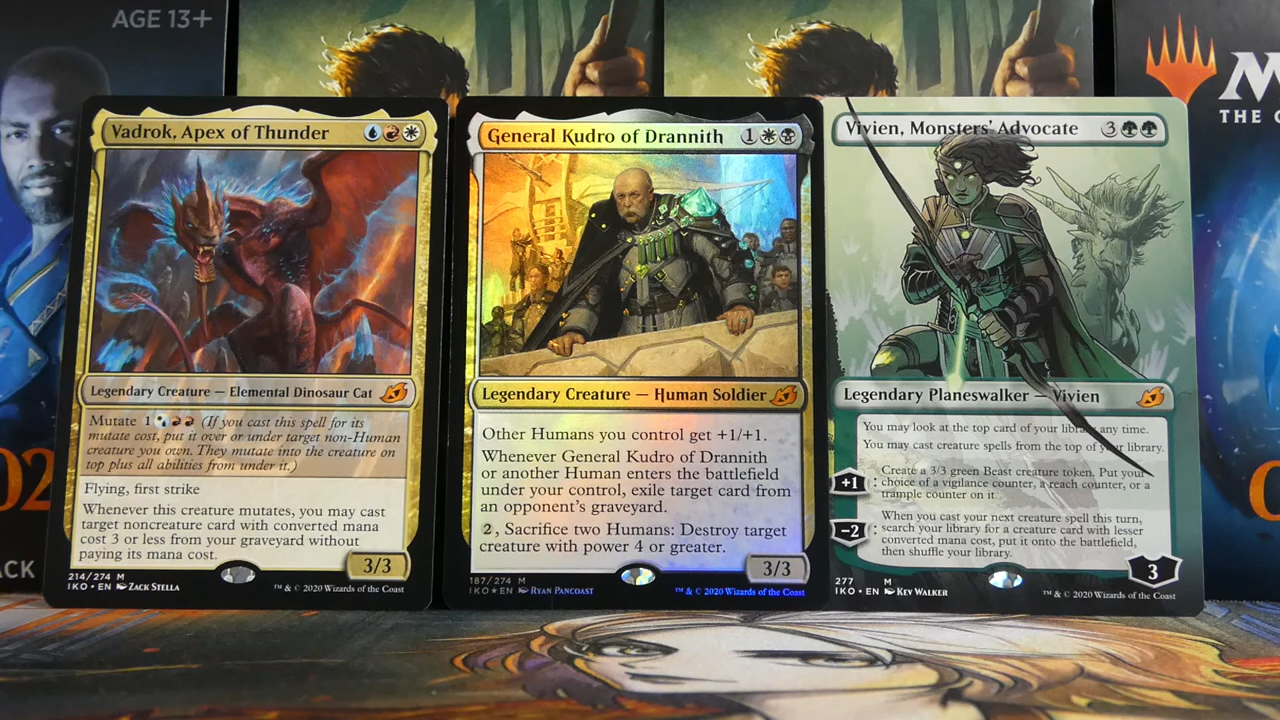 AGE 13+
M
THE
02
ACK
Vadrok, Apex of Thunder
Legendary Creature — Elemental Dinosaur Cat
Mutate 1 (If you cast this spell for its
mutate cost, put it over or under target non-Human
creature you own. They mutate into the creature on
top plus all abilities from under it.)
Flying, first strike
Whenever this creature mutates, you may cast
target noncreature card with converted mana
cost 3 or less from your graveyard without
paying its mana cost.
3/3
214/274 M
IKO • EN ZACK STELLA
™ & © 2020 Wizards of the Coast
General Kudro of Drannith 1
Legendary Creature — Human Soldier
Other Humans you control get +1/+1.
Whenever General Kudro of Drannith
or another Human enters the battlefield
under your control, exile target card from
an opponent's graveyard.
2, Sacrifice two Humans: Destroy target
creature with power 4 or greater.
3/3
187/274 M
IKO★EN RYAN PANCOAST
™ & © 2020 Wizards of the Coast
Vivien, Monsters' Advocate 3
Legendary Planeswalker — Vivien
You may look at the top card of your library any time.
You may cast creature spells from the top of your library.
+1 : Create a 3/3 green Beast creature token. Put your
choice of a vigilance counter, a reach counter, or a
trample counter on it.
−2 : When you cast your next creature spell this turn,
search your library for a creature card with lesser
converted mana cost, put it onto the battlefield,
then shuffle your library.
3
277 M
IKO • EN KEV WALKER
™ & © 2020 Wizards of the Coast